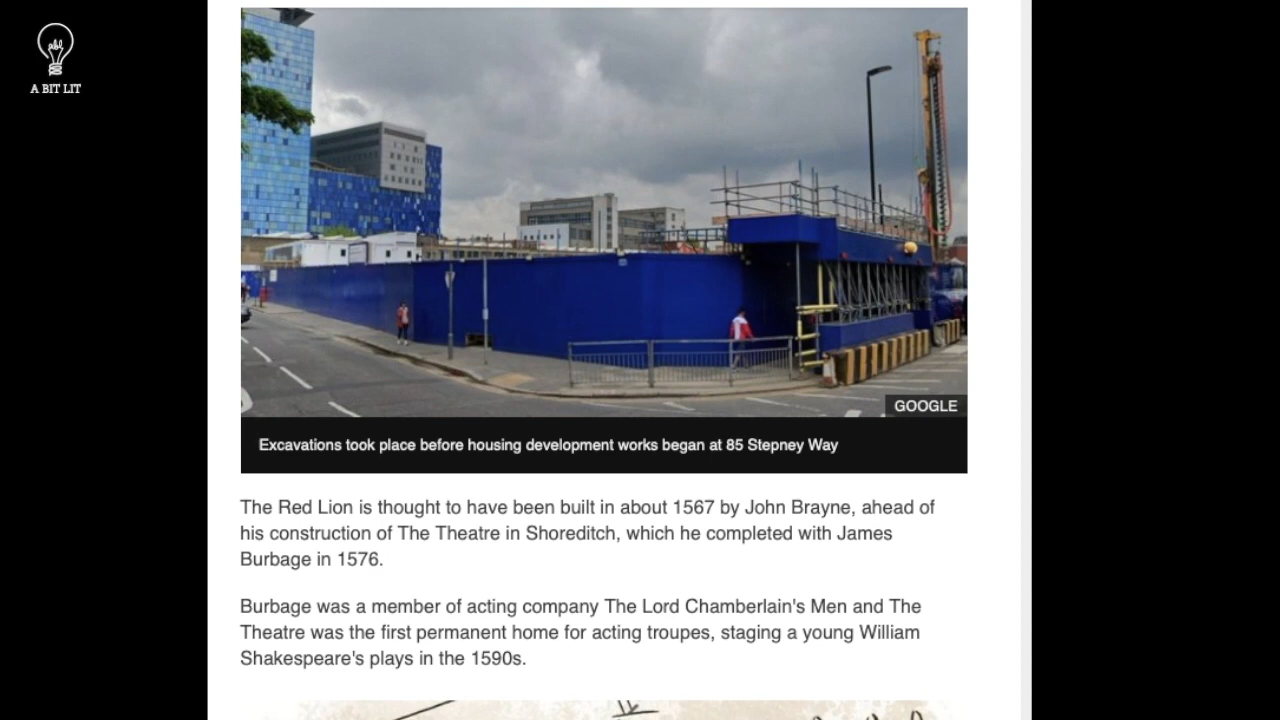 A BIT LIT
GOOGLE
Excavations took place before housing development works began at 85 Stepney Way
The Red Lion is thought to have been built in about 1567 by John Brayne, ahead of
his construction of The Theatre in Shoreditch, which he completed with James
Burbage in 1576.
Burbage was a member of acting company The Lord Chamberlain's Men and The
Theatre was the first permanent home for acting troupes, staging a young William
Shakespeare's plays in the 1590s.